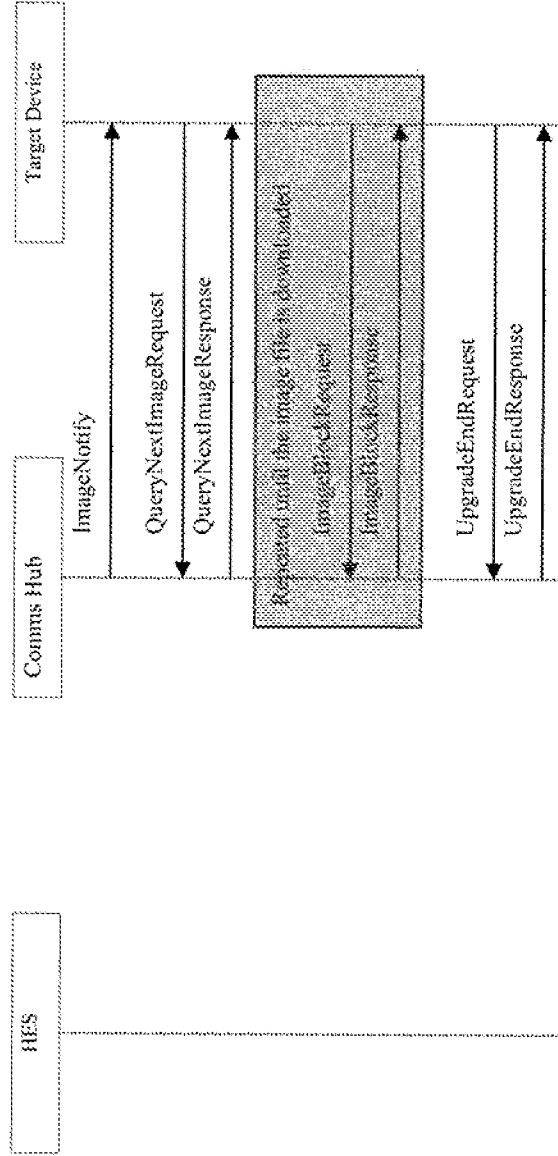 HES
Comms Hub
Target Device
ImageNotify
QueryNextImageRequest
QueryNextImageResponse
Repeated until the image file is downloaded
ImageBlockRequest
ImageBlockResponse
UpgradeEndRequest
UpgradeEndResponse